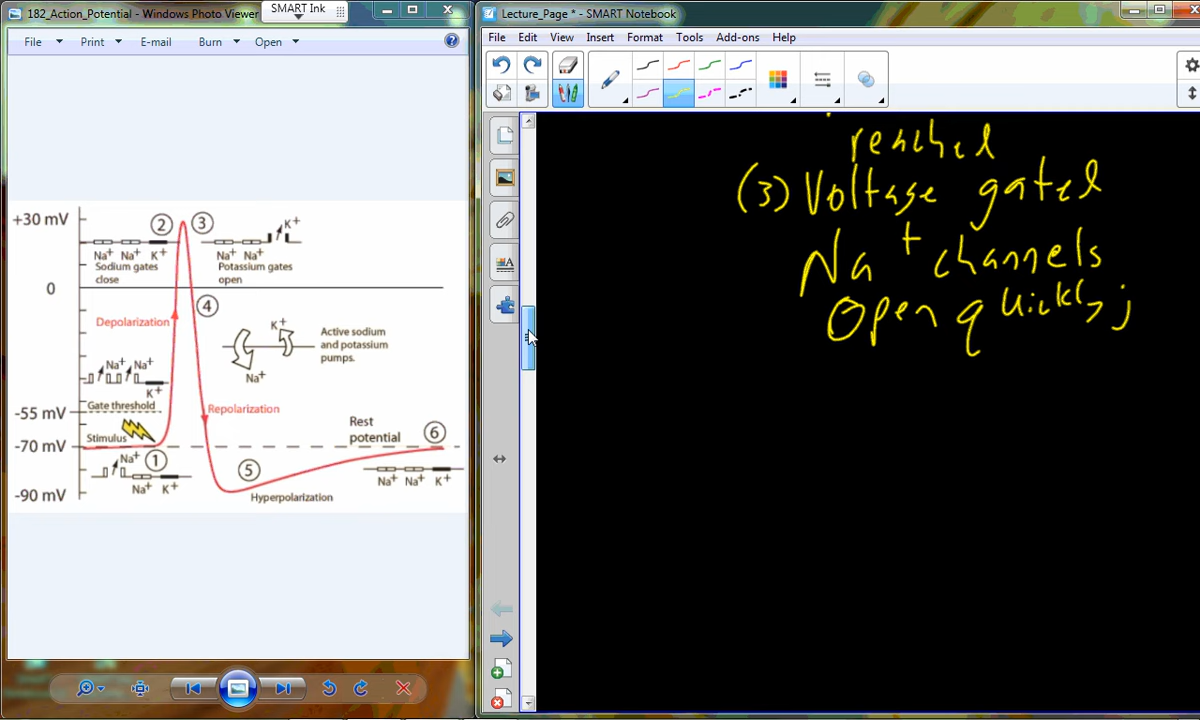 182_Action_Potential - Windows Photo Viewer
SMART Ink
File Print E-mail Burn Open
+30 mV
0
-55 mV
-70 mV
-90 mV
2
3
K+
Na+ Na+ K+
Sodium gates
close
Na+ Na+
Potassium gates
open
4
Depolarization
K+
Na+
Active sodium
and potassium
pumps.
Na+ Na+
K+
Gate threshold
Repolarization
Stimulus
Na+ 1
Na+ K+
Rest
potential
6
5
Hyperpolarization
Na+ Na+ K+
Lecture_Page * - SMART Notebook
File Edit View Insert Format Tools Add-ons Help
reached
(3) Voltage gated
Na+ channels
Open quickly;